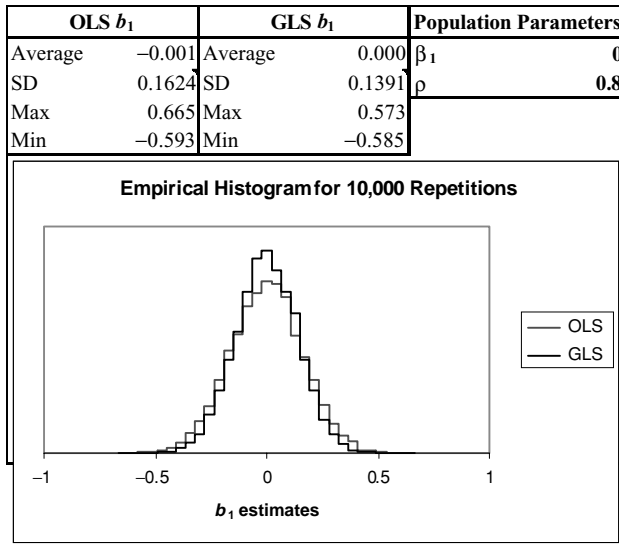 OLS b₁ GLS b₁ Population Parameters
Average −0.001 Average 0.000 β₁ 0
SD 0.1624 SD 0.1391 ρ 0.8
Max 0.665 Max 0.573
Min −0.593 Min −0.585
Empirical Histogram for 10,000 Repetitions
OLS
GLS
−1 −0.5 0 0.5 1
b₁ estimates